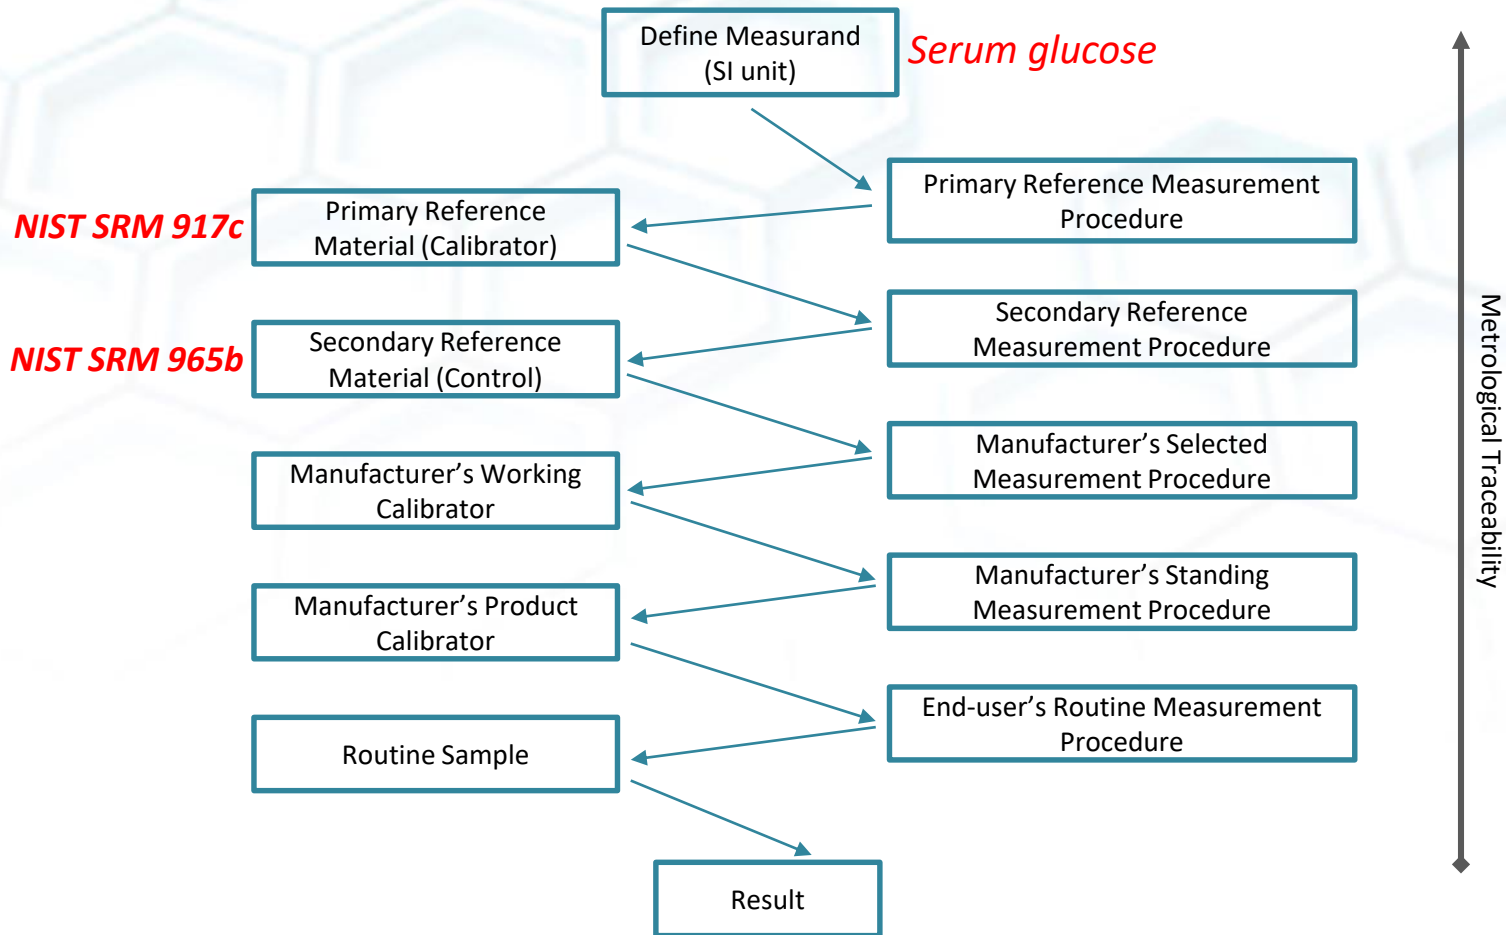 Define Measurand
(SI unit)
Serum glucose
Primary Reference Measurement
Procedure
NIST SRM 917c
Primary Reference
Material (Calibrator)
Secondary Reference
Measurement Procedure
NIST SRM 965b
Secondary Reference
Material (Control)
Manufacturer’s Selected
Measurement Procedure
Manufacturer’s Working
Calibrator
Manufacturer’s Standing
Measurement Procedure
Manufacturer’s Product
Calibrator
End-user’s Routine Measurement
Procedure
Routine Sample
Result
Metrological Traceability